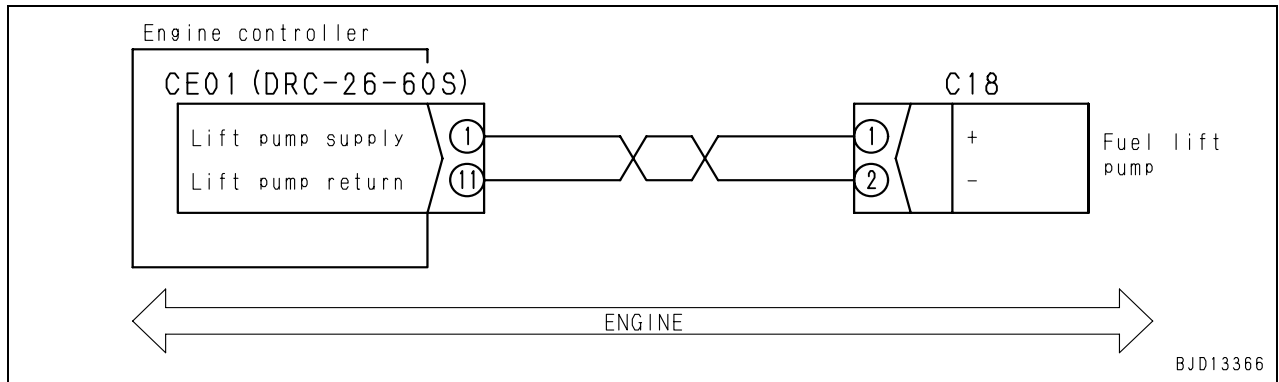 Engine controller
CE01 (DRC-26-60S)
C18
Lift pump supply 1
1 +
Fuel lift
pump
Lift pump return 11
2 -
ENGINE
BJD13366